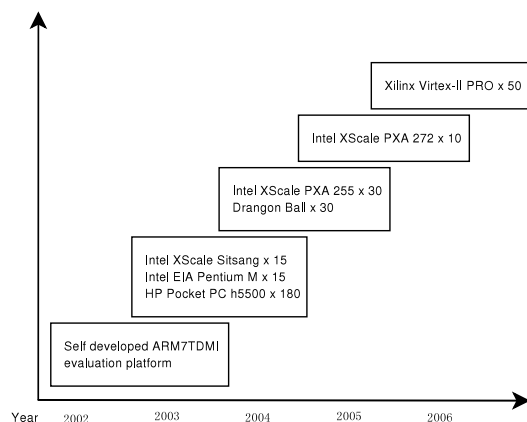 Xilinx Virtex-II PRO x 50
Intel XScale PXA 272 x 10
Intel XScale PXA 255 x 30
Drangon Ball x 30
Intel XScale Sitsang x 15
Intel EIA Pentium M x 15
HP Pocket PC h5500 x 180
Self developed ARM7TDMI
evaluation platform
Year 2002 2003 2004 2005 2006